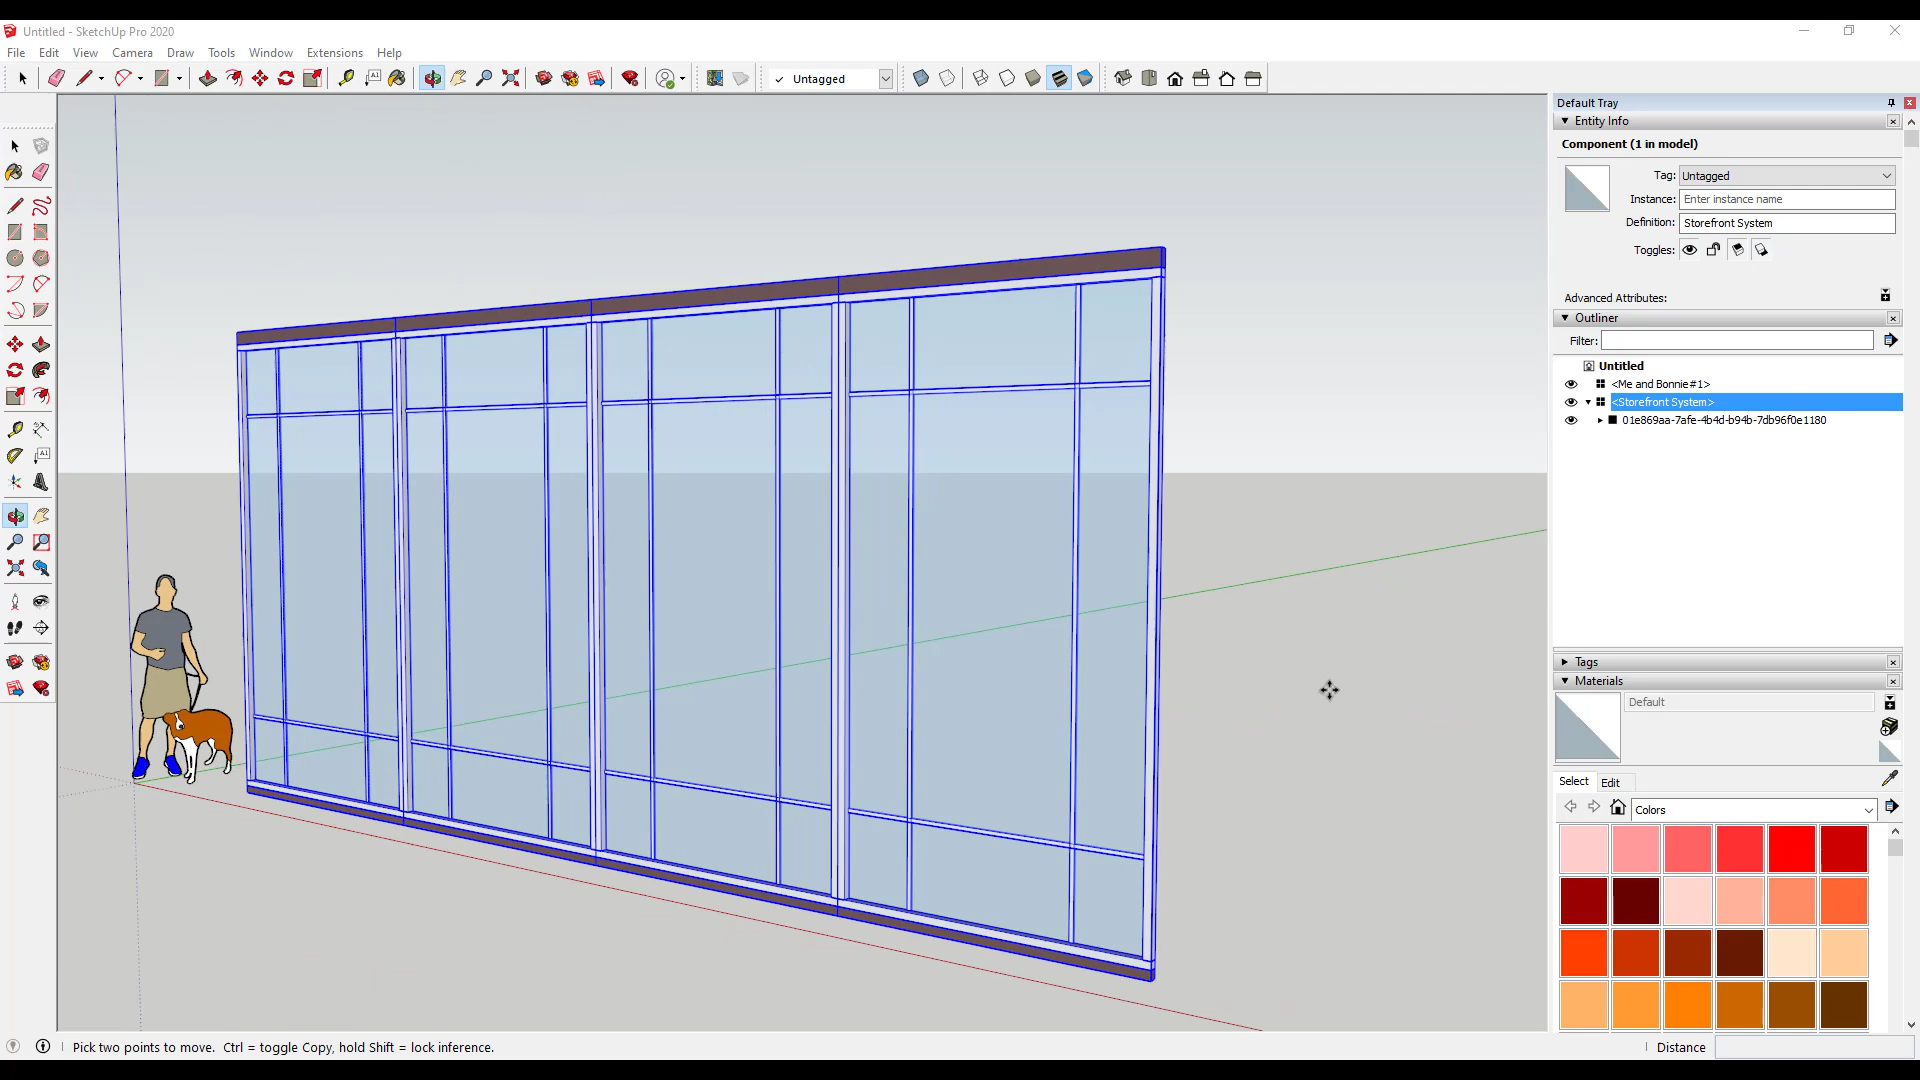 Untitled - SketchUp Pro 2020
File Edit View Camera Draw Tools Window Extensions Help
A1
✓ Untagged
Default Tray
Entity Info
Component (1 in model)
Tag: Untagged
Instance: Enter instance name
Definition: Storefront System
Toggles:
Advanced Attributes:
Outliner
Filter:
Untitled
<Me and Bonnie#1>
<Storefront System>
01e869aa-7afe-4b4d-b94b-7db96f0e1180
A1
Tags
Materials
Default
Select Edit
Colors
Pick two points to move. Ctrl = toggle Copy, hold Shift = lock inference.
Distance